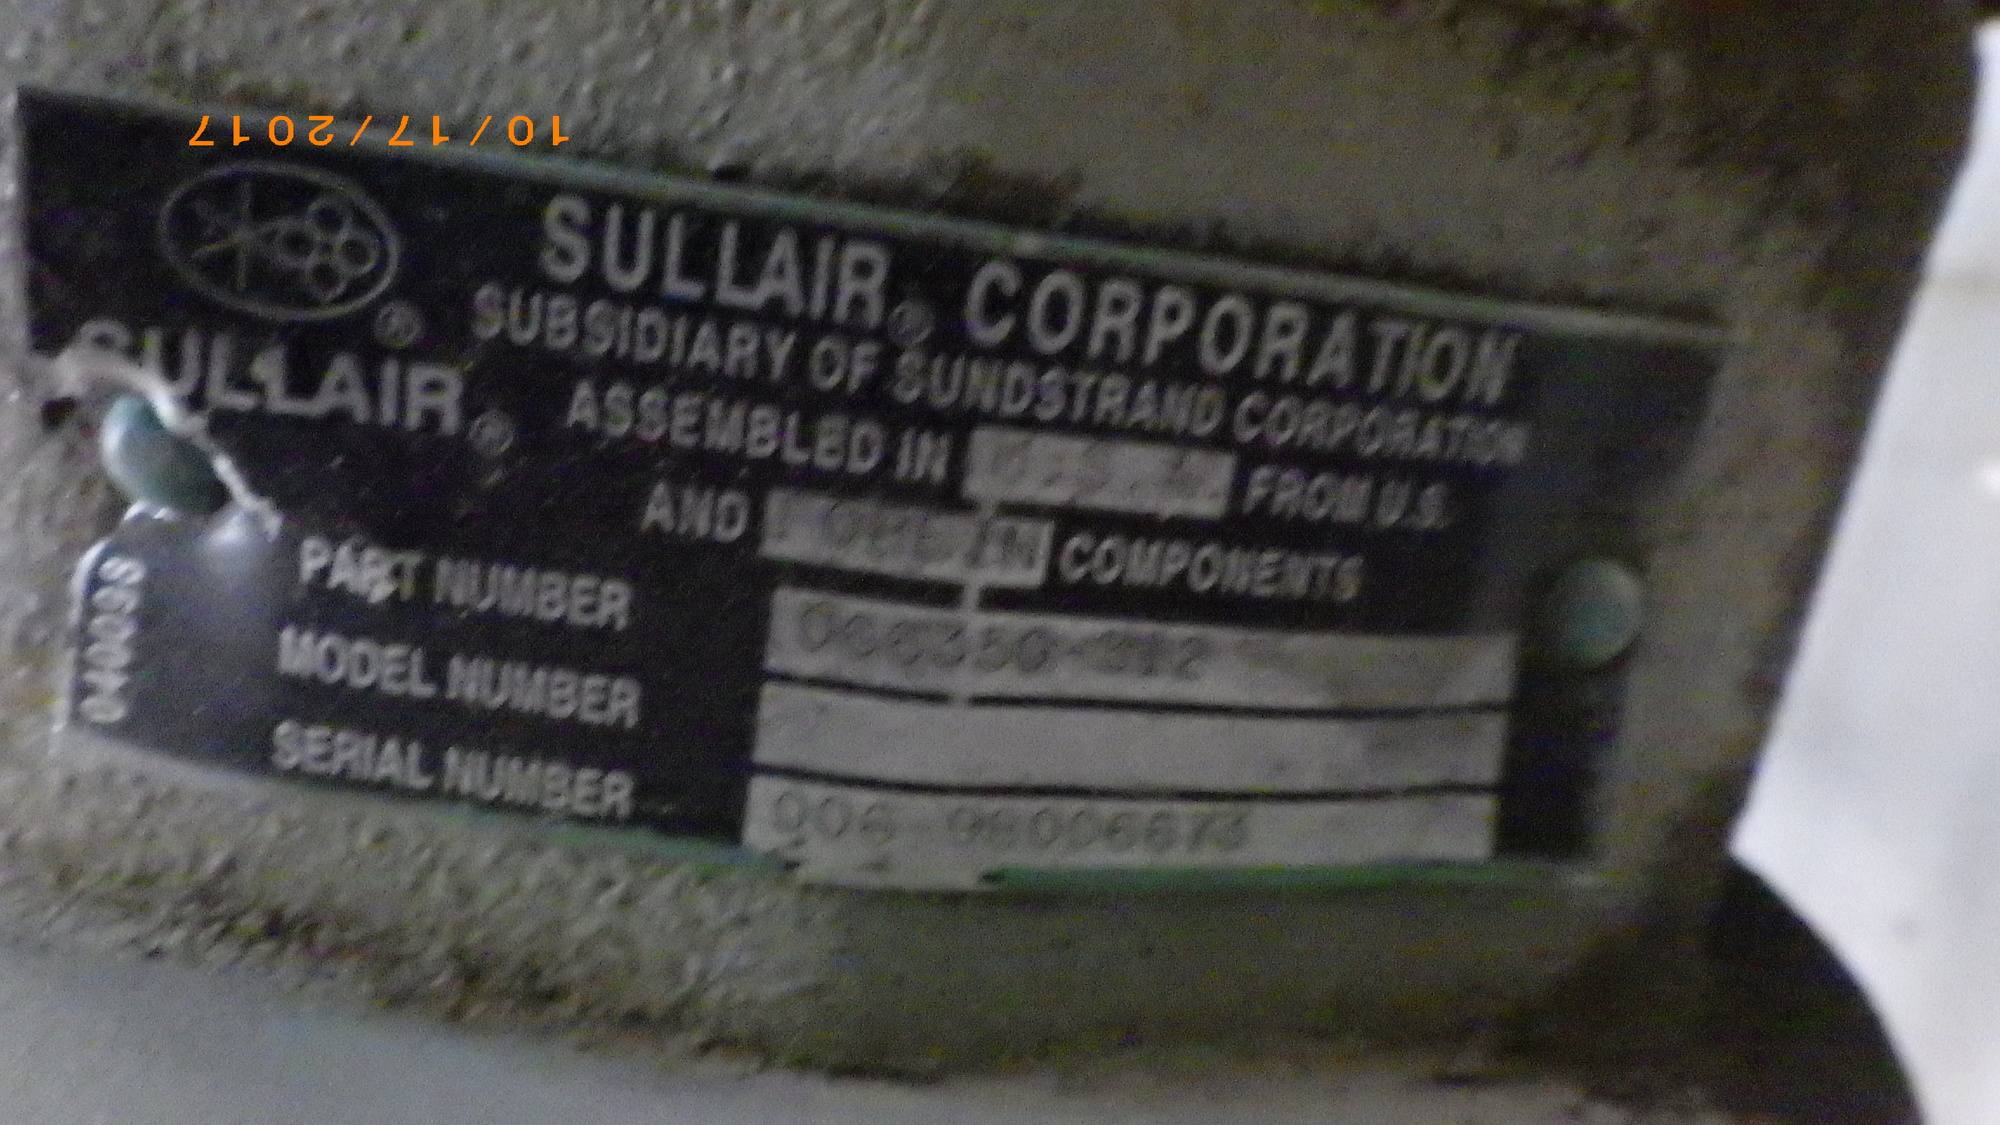 10/17/2017
SULLAIR® CORPORATION
SUBSIDIARY OF SUNDSTRAND CORPORATION
SULLAIR®
ASSEMBLED IN FROM U.S.
AND COMPONENTS
PART NUMBER
MODEL NUMBER
SERIAL NUMBER